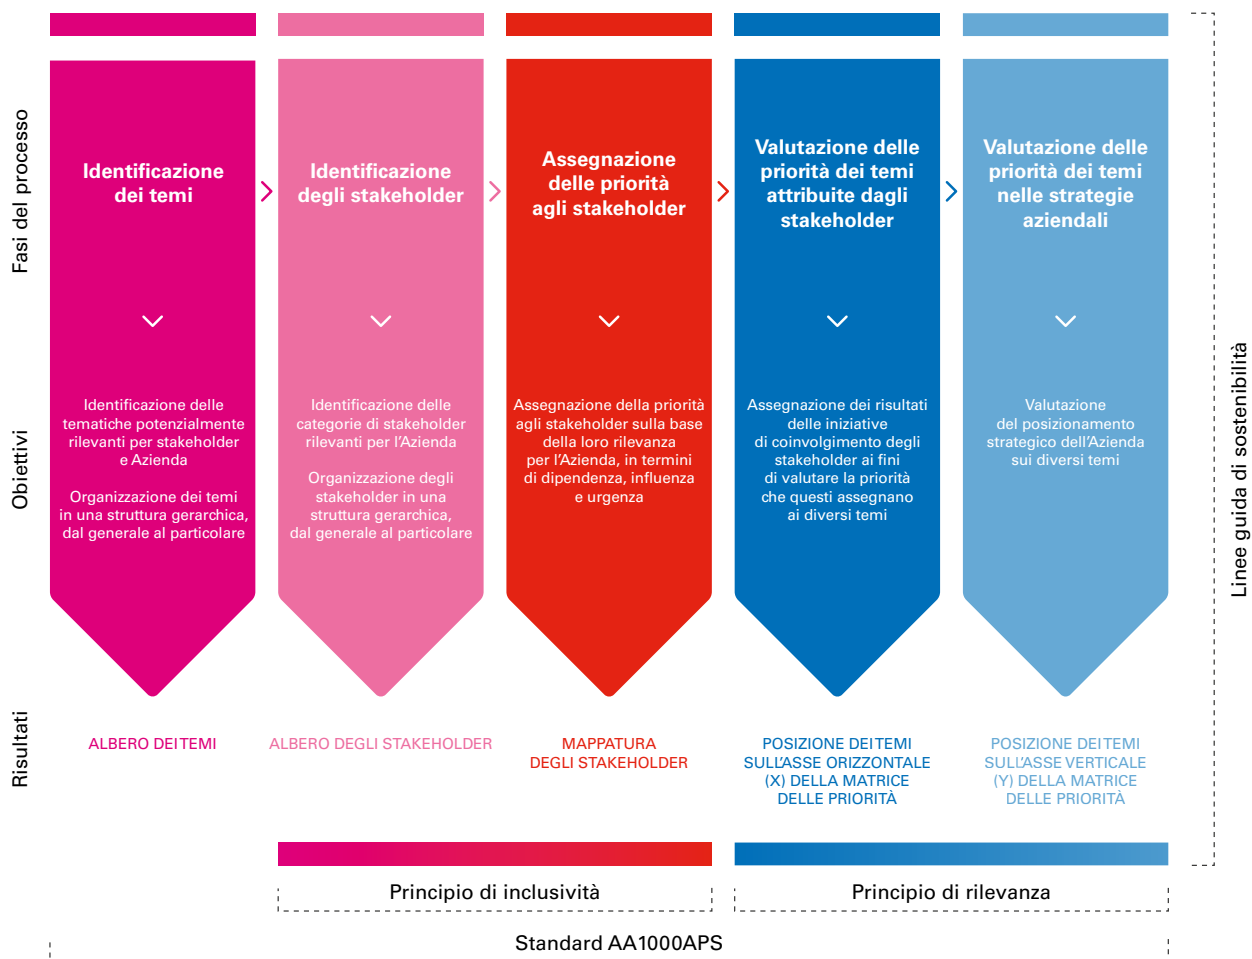 Fasi del processo
Identificazione
dei temi
Identificazione
degli stakeholder
Assegnazione
delle priorità
agli stakeholder
Valutazione delle
priorità dei temi
attribuite dagli
stakeholder
Valutazione delle
priorità dei temi
nelle strategie
aziendali
Obiettivi
Identificazione delle
tematiche potenzialmente
rilevanti per stakeholder
e Azienda
Organizzazione dei temi
in una struttura gerarchica,
dal generale al particolare
Identificazione delle
categorie di stakeholder
rilevanti per l'Azienda
Organizzazione degli
stakeholder in una
struttura gerarchica,
dal generale al particolare
Assegnazione della priorità
agli stakeholder sulla base
della loro rilevanza
per l'Azienda, in termini
di dipendenza, influenza
e urgenza
Assegnazione dei risultati
delle iniziative
di coinvolgimento degli
stakeholder ai fini
di valutare la priorità
che questi assegnano
ai diversi temi
Valutazione
del posizionamento
strategico dell'Azienda
sui diversi temi
Risultati
ALBERO DEI TEMI
ALBERO DEGLI STAKEHOLDER
MAPPATURA
DEGLI STAKEHOLDER
POSIZIONE DEI TEMI
SULL'ASSE ORIZZONTALE
(X) DELLA MATRICE
DELLE PRIORITÀ
POSIZIONE DEI TEMI
SULL'ASSE VERTICALE
(Y) DELLA MATRICE
DELLE PRIORITÀ
Principio di inclusività
Principio di rilevanza
Standard AA1000APS
Linee guida di sostenibilità